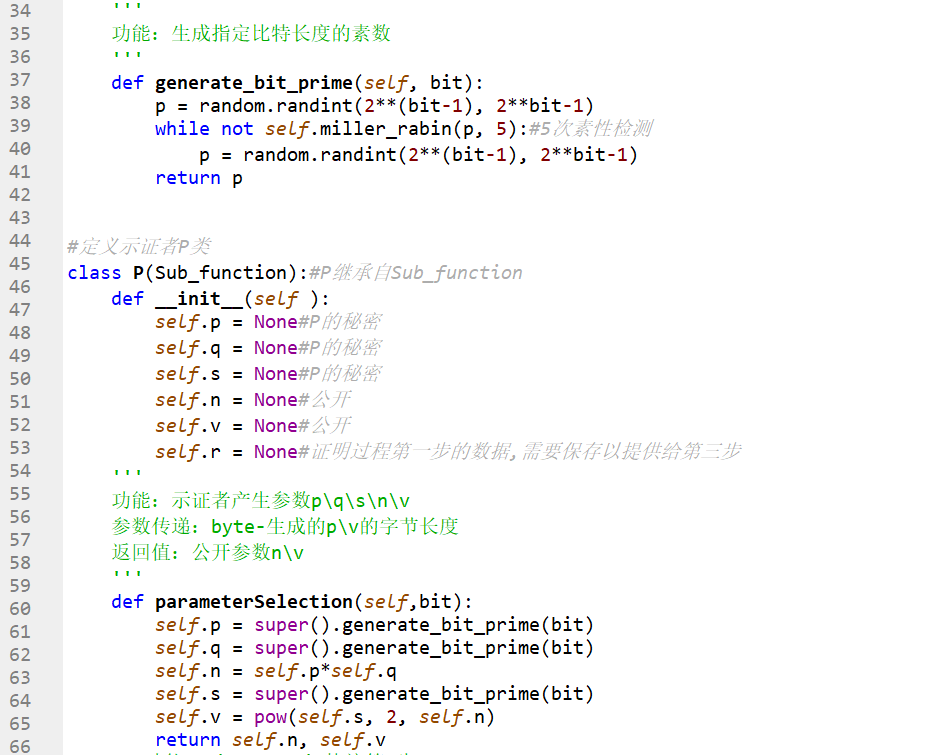 34 '''
35 功能：生成指定比特长度的素数
36 '''
37 def generate_bit_prime(self, bit):
38 p = random.randint(2**(bit-1), 2**bit-1)
39 while not self.miller_rabin(p, 5):#5次素性检测
40 p = random.randint(2**(bit-1), 2**bit-1)
41 return p
42
43
44 #定义示证者P类
45 class P(Sub_function):#P继承自Sub_function
46 def __init__(self ):
47 self.p = None#P的秘密
48 self.q = None#P的秘密
49 self.s = None#P的秘密
50 self.n = None#公开
51 self.v = None#公开
52 self.r = None#证明过程第一步的数据,需要保存以提供给第三步
53 '''
54 功能：示证者产生参数p\q\s\n\v
55 参数传递：byte-生成的p\v的字节长度
56 返回值：公开参数n\v
57 '''
58 def parameterSelection(self,bit):
59 self.p = super().generate_bit_prime(bit)
60 self.q = super().generate_bit_prime(bit)
61 self.n = self.p*self.q
62 self.s = super().generate_bit_prime(bit)
63 self.v = pow(self.s, 2, self.n)
64 return self.n, self.v
65
66